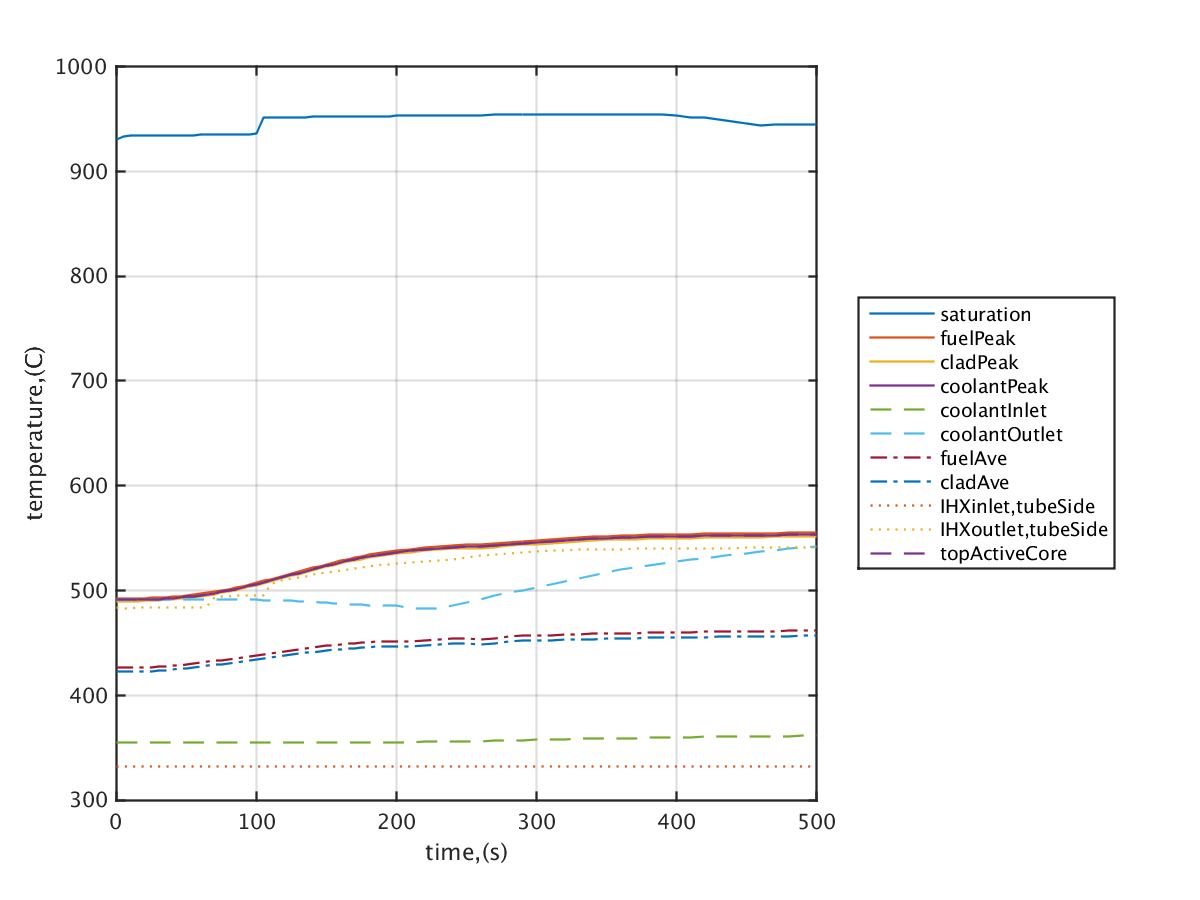 1000
900
800
700
600
500
400
300
temperature,(C)
0 100 200 300 400 500
time,(s)
saturation
fuelPeak
cladPeak
coolantPeak
coolantInlet
coolantOutlet
fuelAve
cladAve
IHXinlet,tubeSide
IHXoutlet,tubeSide
topActiveCore